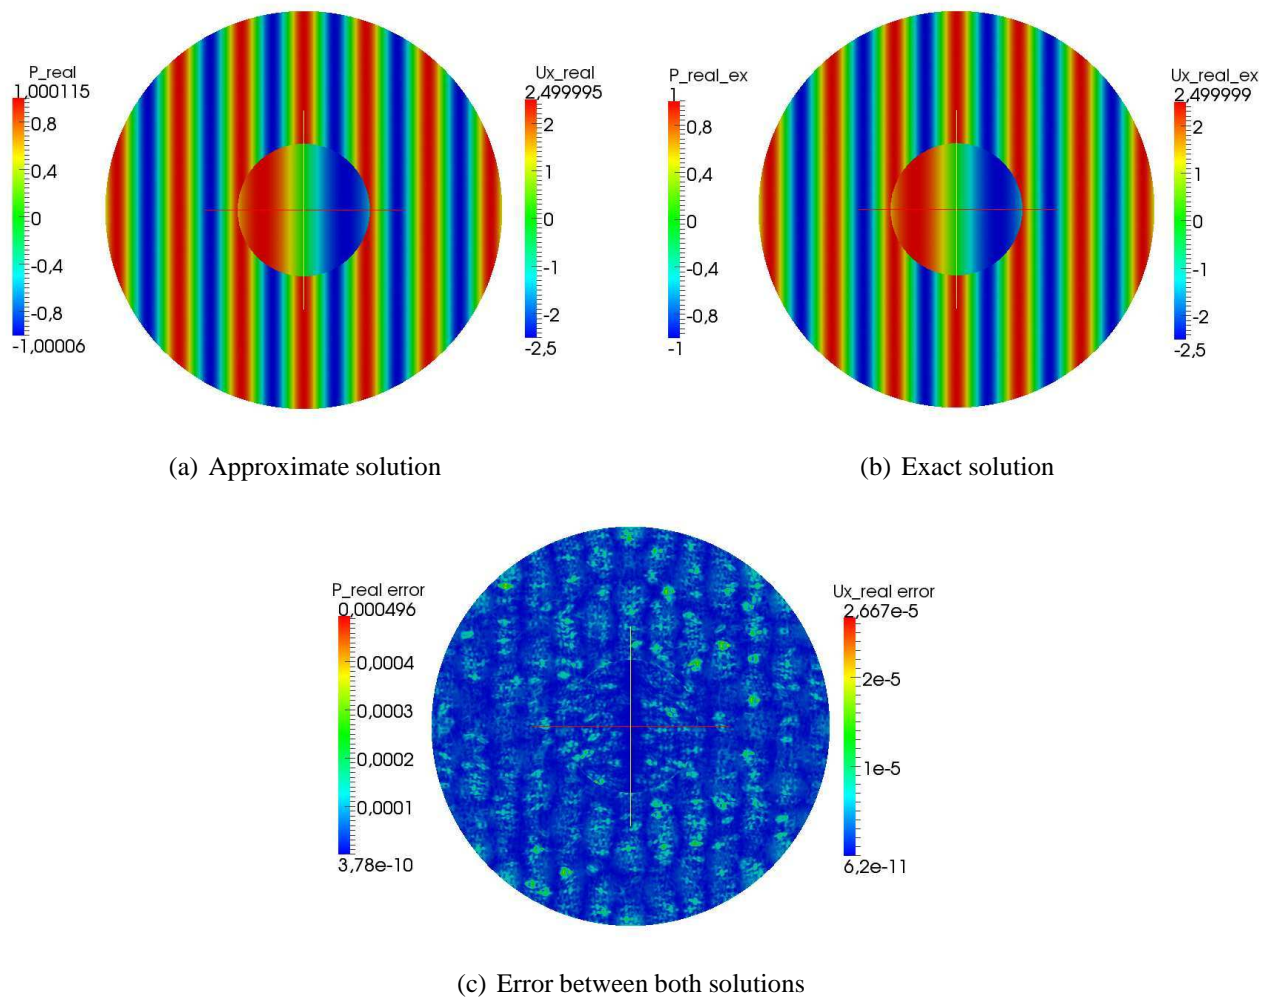 P_real
1,000115
0,8
0,4
0
-0,4
-0,8
-1,00006
Ux_real
2,499995
2
1
0
-1
-2
-2,5
P_real_ex
1
0,8
0,4
0
-0,4
-0,8
-1
Ux_real_ex
2,499999
2
1
0
-1
-2
-2,5
(a) Approximate solution
(b) Exact solution
P_real error
0,000496
0,0004
0,0003
0,0002
0,0001
3,78e-10
Ux_real error
2,667e-5
2e-5
1e-5
6,2e-11
(c) Error between both solutions